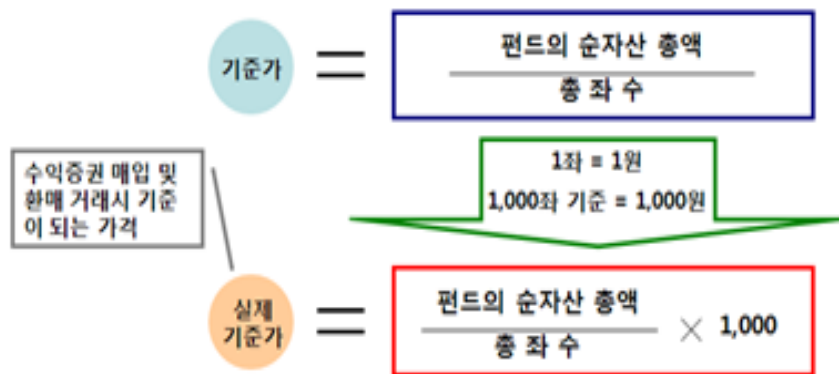 기준가
=
펀드의 순자산 총액
총 좌 수
1좌 = 1원
1,000좌 기준 = 1,000원
수익증권 매입 및
환매 거래시 기준
이 되는 가격
실제
기준가
=
펀드의 순자산 총액
총 좌 수
× 1,000